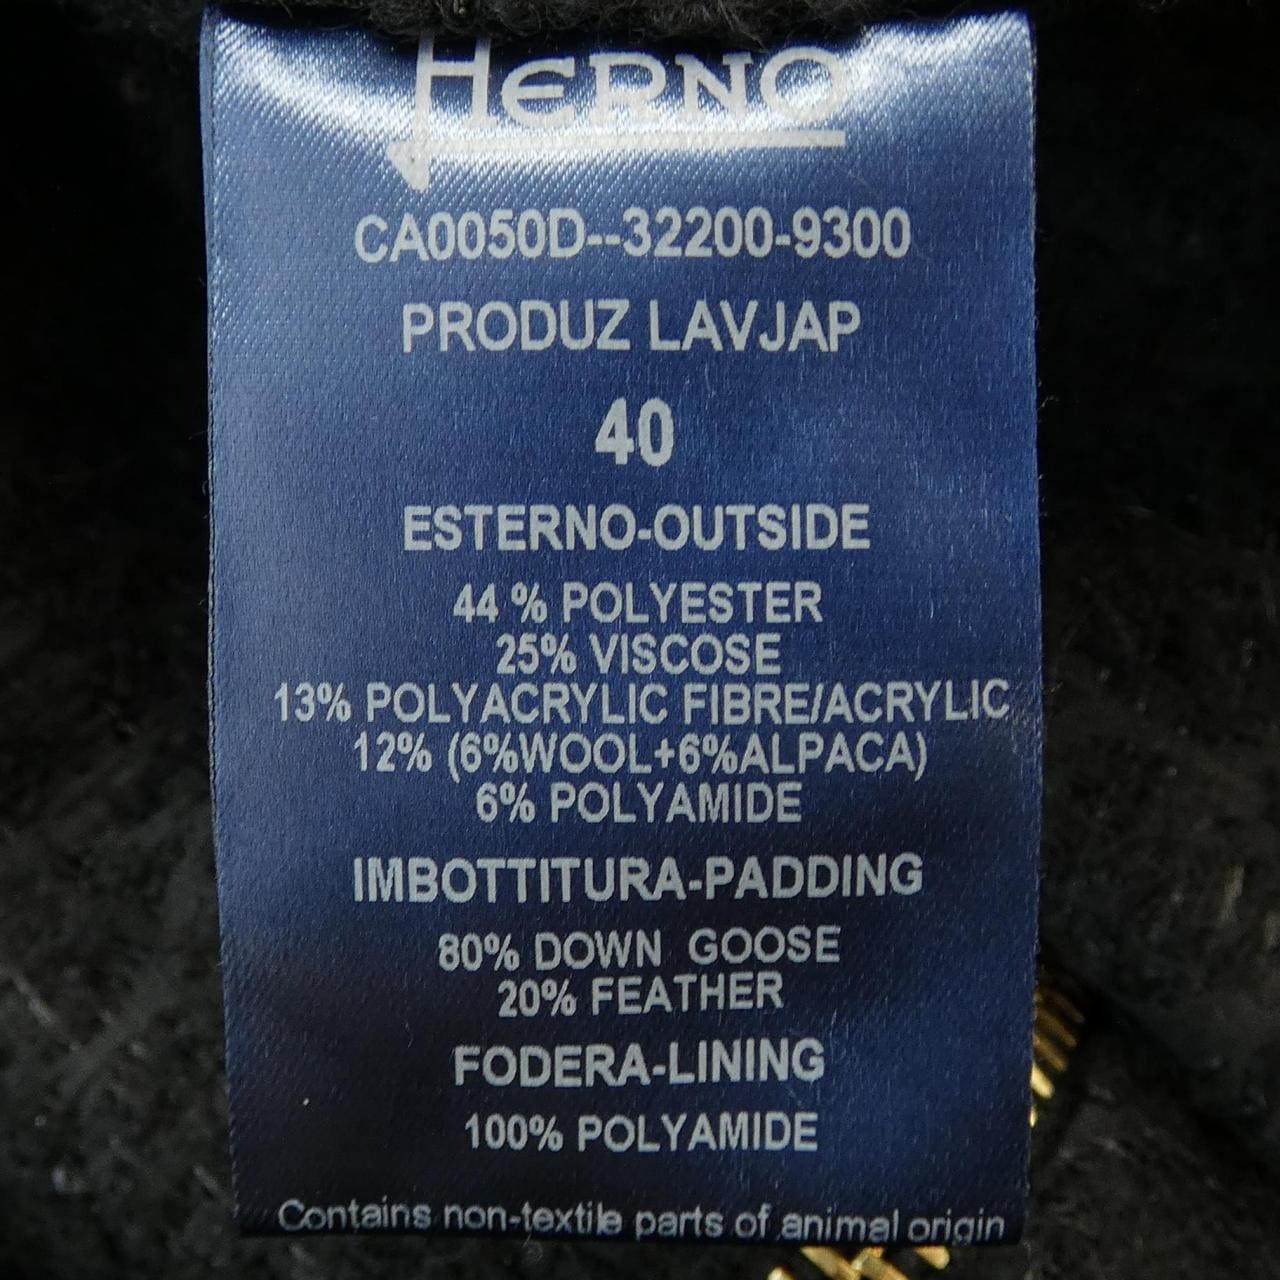 HERNO
CA0050D--32200-9300
PRODUZ LAVJAP
40
ESTERNO-OUTSIDE
44 % POLYESTER
25% VISCOSE
13% POLYACRYLIC FIBRE/ACRYLIC
12% (6%WOOL+6%ALPACA)
6% POLYAMIDE
IMBOTTITURA-PADDING
80% DOWN GOOSE
20% FEATHER
FODERA-LINING
100% POLYAMIDE
Contains non-textile parts of animal origin